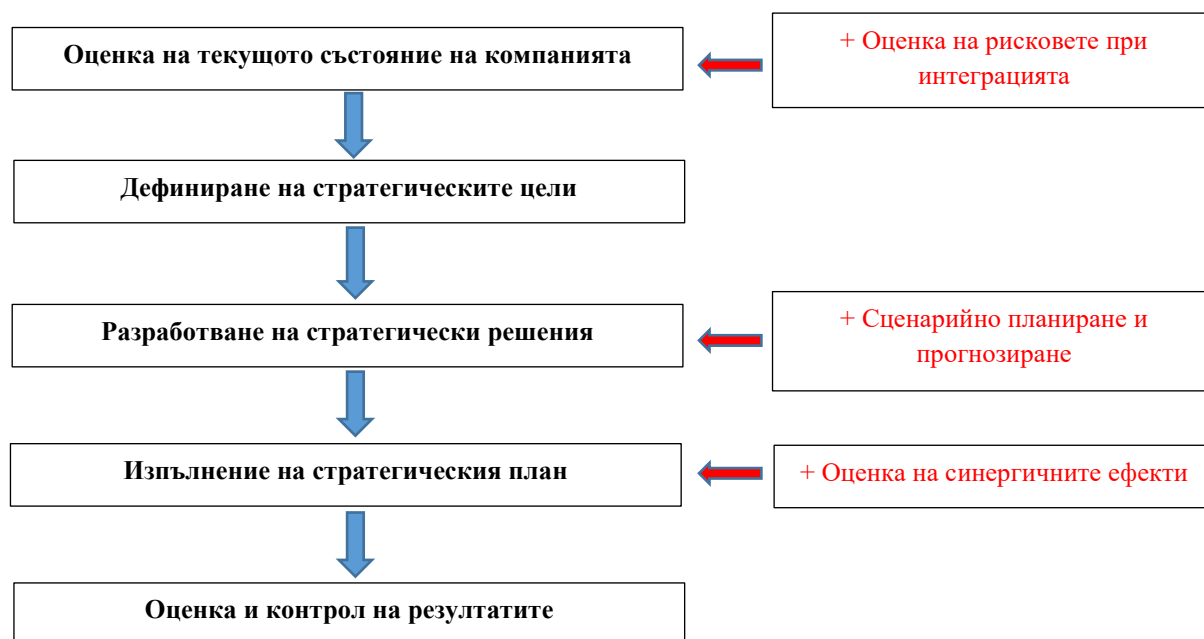 Оценка на текущото състояние на компанията
+ Оценка на рисковете при
интеграцията
Дефиниране на стратегическите цели
Разработване на стратегически решения
+ Сценарийно планиране и
прогнозиране
Изпълнение на стратегическия план
+ Оценка на синергичните ефекти
Оценка и контрол на резултатите